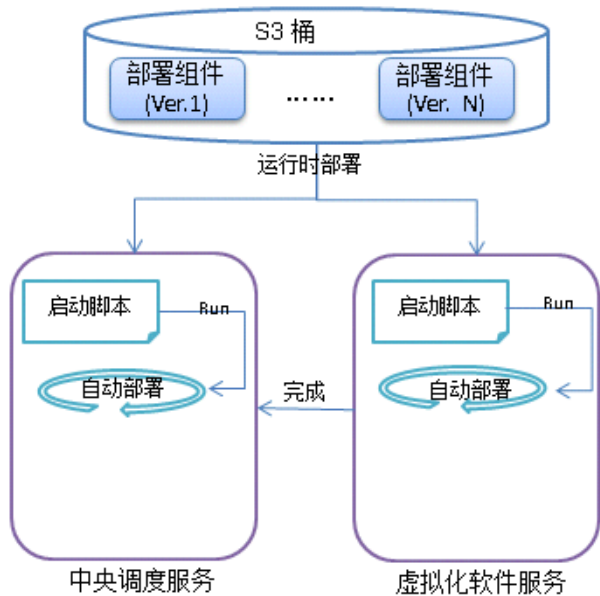 S3 桶
部署组件
(Ver.1)
......
部署组件
(Ver. N)
运行时部署
启动脚本
Run
自动部署
完成
启动脚本
Run
自动部署
中央调度服务
虚拟化软件服务